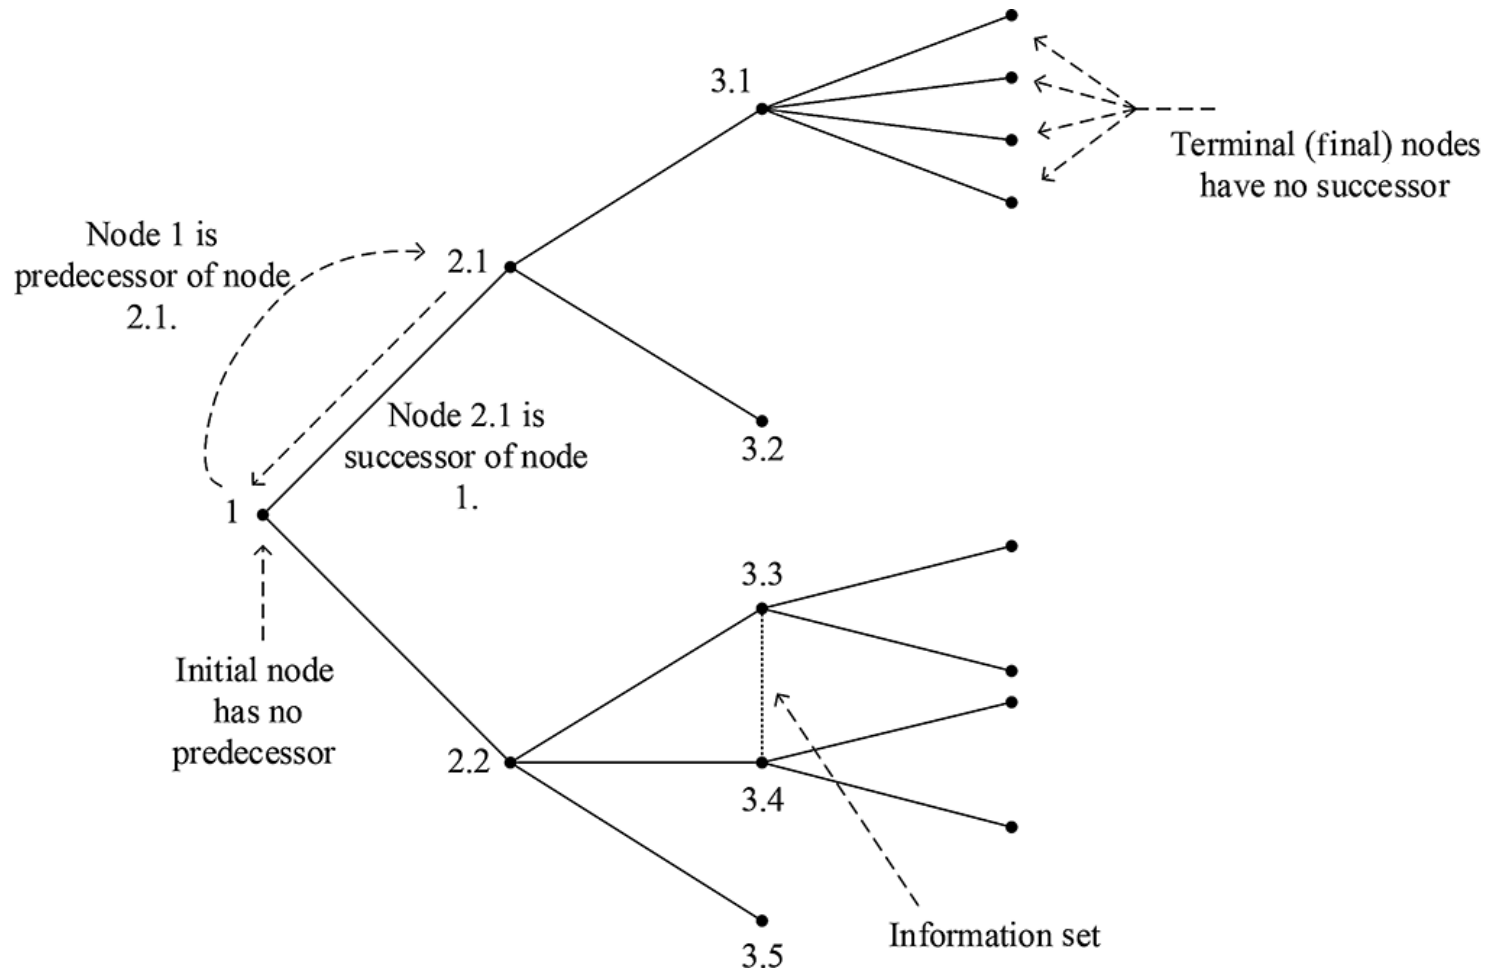 3.1
Terminal (final) nodes
have no successor
Node 1 is
predecessor of node
2.1.
2.1
Node 2.1 is
successor of node
1.
3.2
1
3.3
Initial node
has no
predecessor
2.2
3.4
Information set
3.5